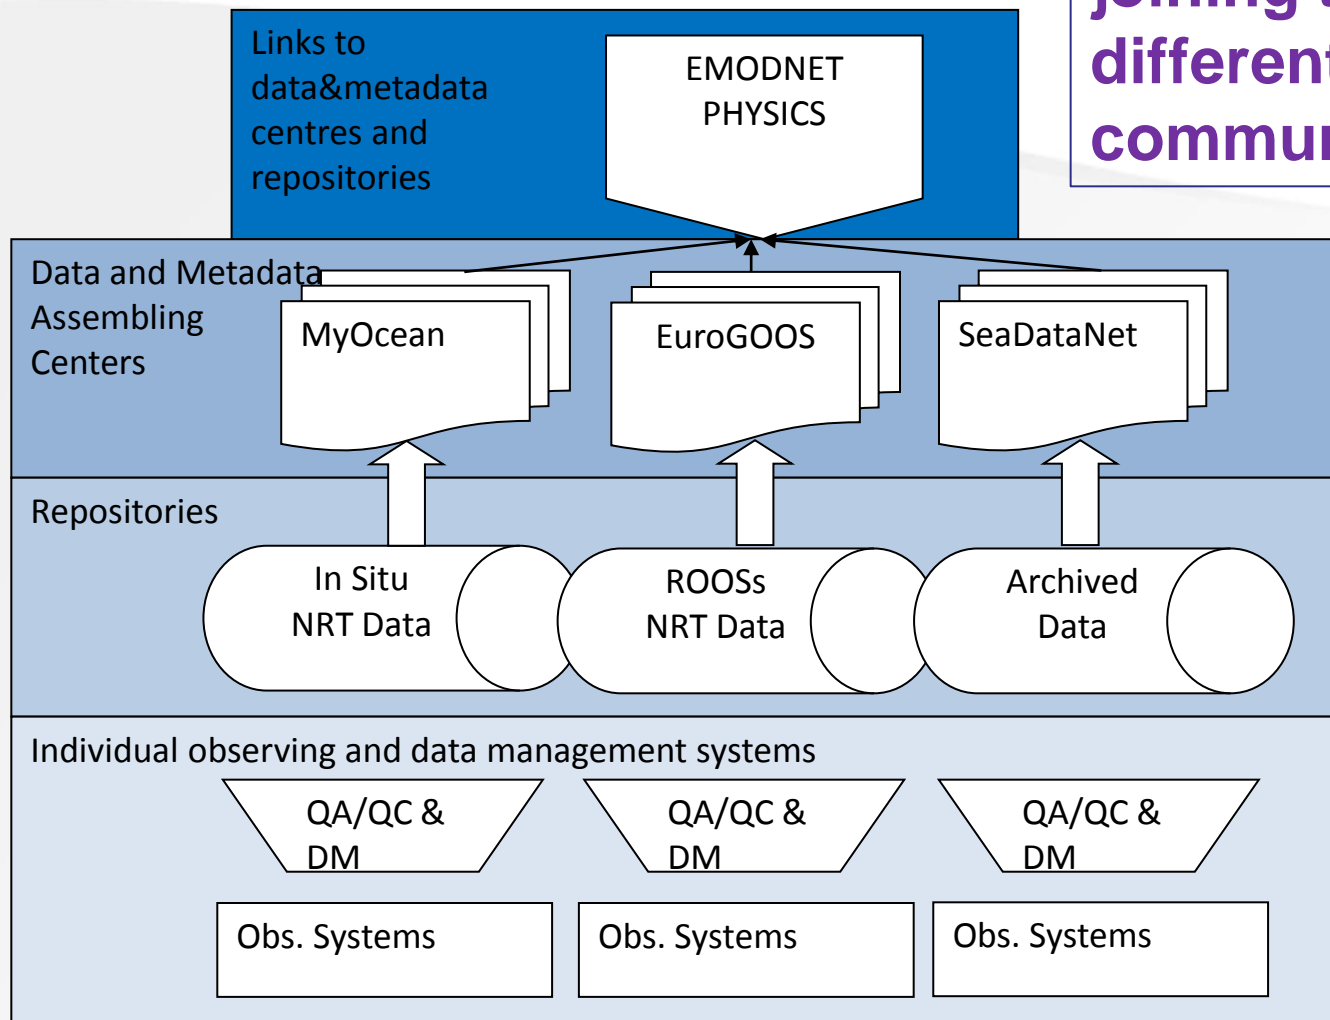 Links to
data&metadata
centres and
repositories
EMODNET
PHYSICS
joining
different
Data and Metadata
Assembling
Centers
MyOcean
EuroGOOS
SeaDataNet
Repositories
In Situ
NRT Data
ROOSs
NRT Data
Archived
Data
Individual observing and data management systems
QA/QC &
DM
QA/QC &
DM
QA/QC &
DM
Obs. Systems
Obs. Systems
Obs. Systems